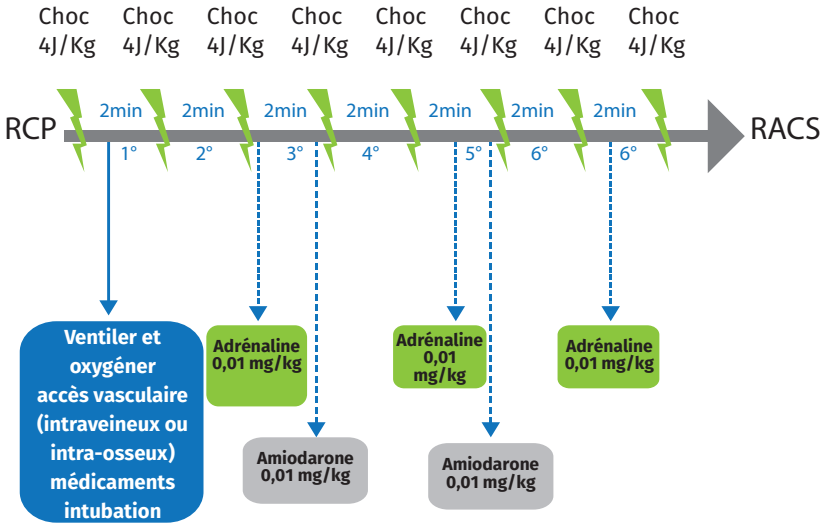 Choc Choc Choc Choc Choc Choc Choc Choc
4J/Kg 4J/Kg 4J/Kg 4J/Kg 4J/Kg 4J/Kg 4J/Kg 4J/Kg
2min 2min 2min 2min 2min 2min 2min
RCP RACS
1° 2° 3° 4° 5° 6° 6°
Ventiler et
oxygéner
accès vasculaire
(intraveineux ou
intra-osseux)
médicaments
intubation
Adrénaline
0,01 mg/kg
Amiodarone
0,01 mg/kg
Adrénaline
0,01
mg/kg
Amiodarone
0,01 mg/kg
Adrénaline
0,01 mg/kg